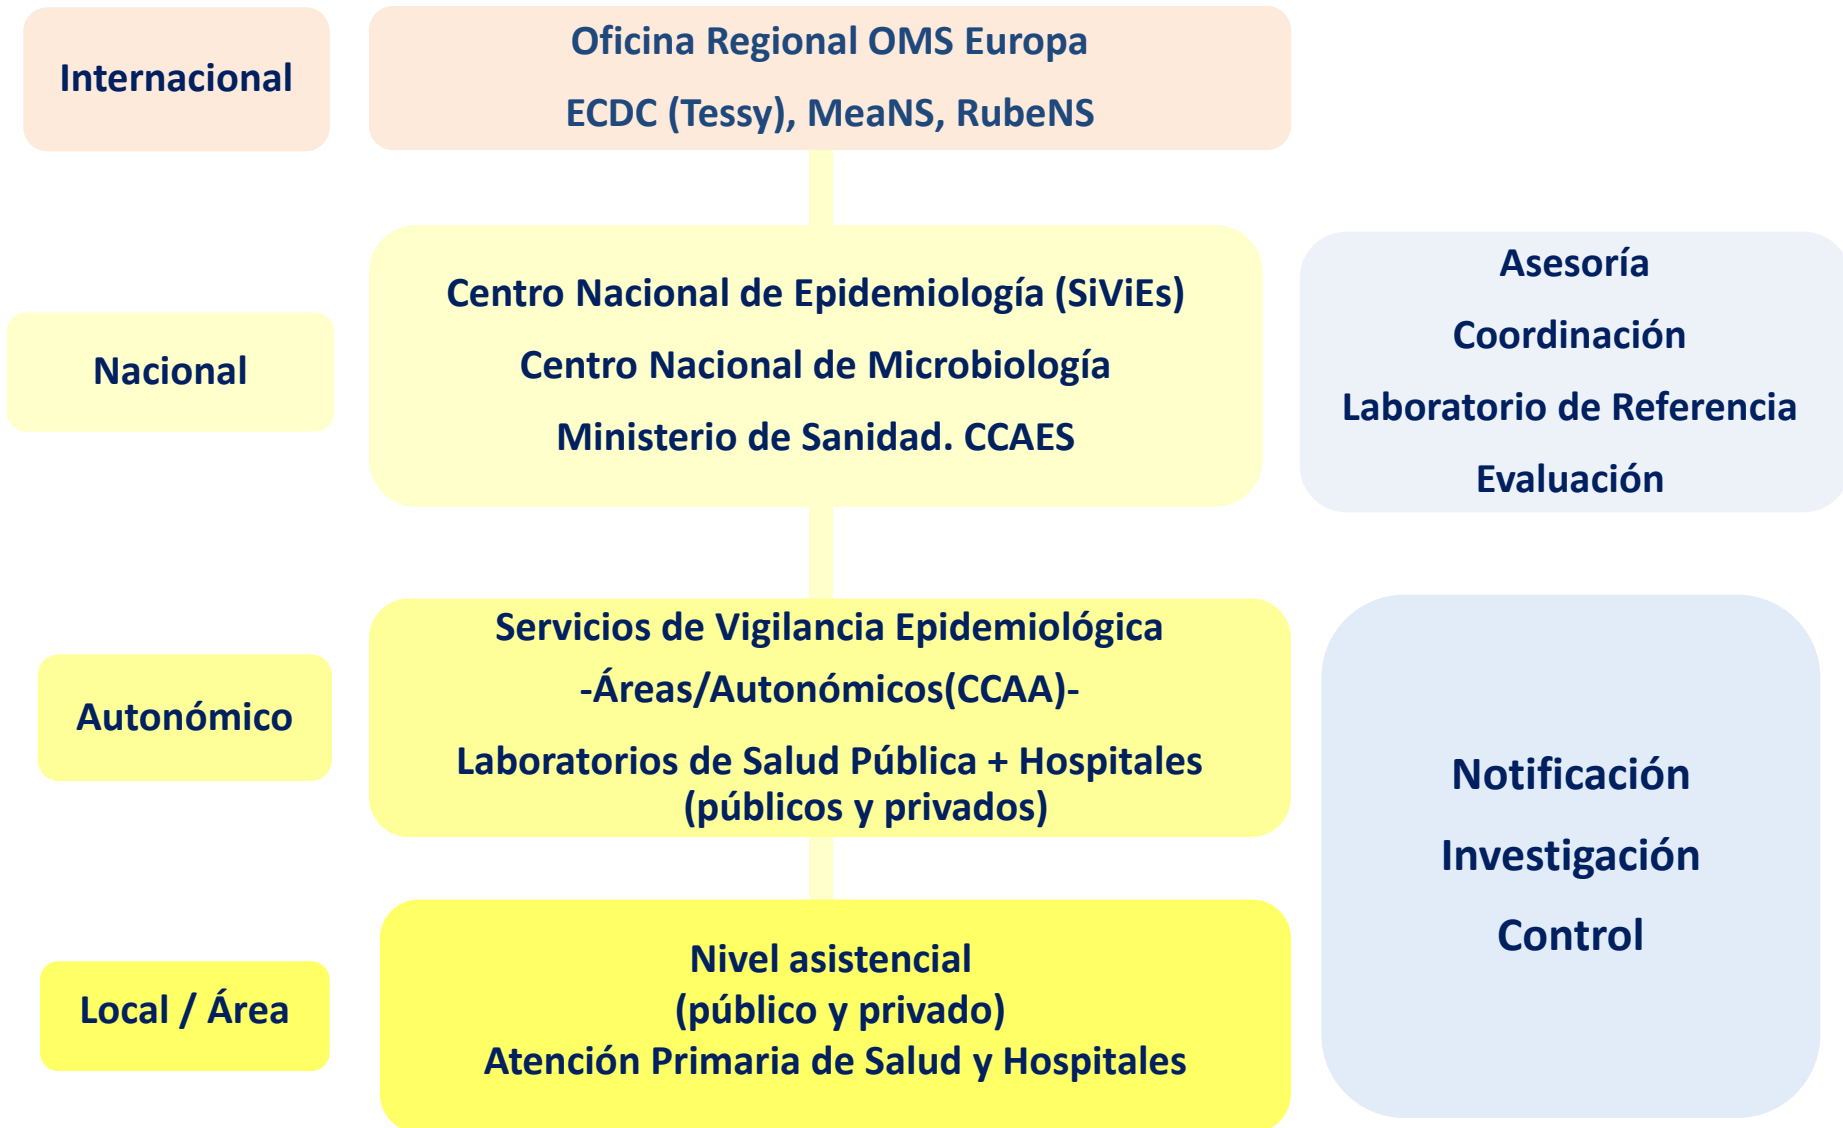 Internacional
Oficina Regional OMS Europa
ECDC (Tessy), MeaNS, RubeNS
Nacional
Centro Nacional de Epidemiología (SiViEs)
Centro Nacional de Microbiología
Ministerio de Sanidad. CCAES
Asesoría
Coordinación
Laboratorio de Referencia
Evaluación
Autonómico
Servicios de Vigilancia Epidemiológica
-Áreas/Autonómicos(CCAA)-
Laboratorios de Salud Pública + Hospitales
(públicos y privados)
Notificación
Investigación
Control
Local / Área
Nivel asistencial
(público y privado)
Atención Primaria de Salud y Hospitales